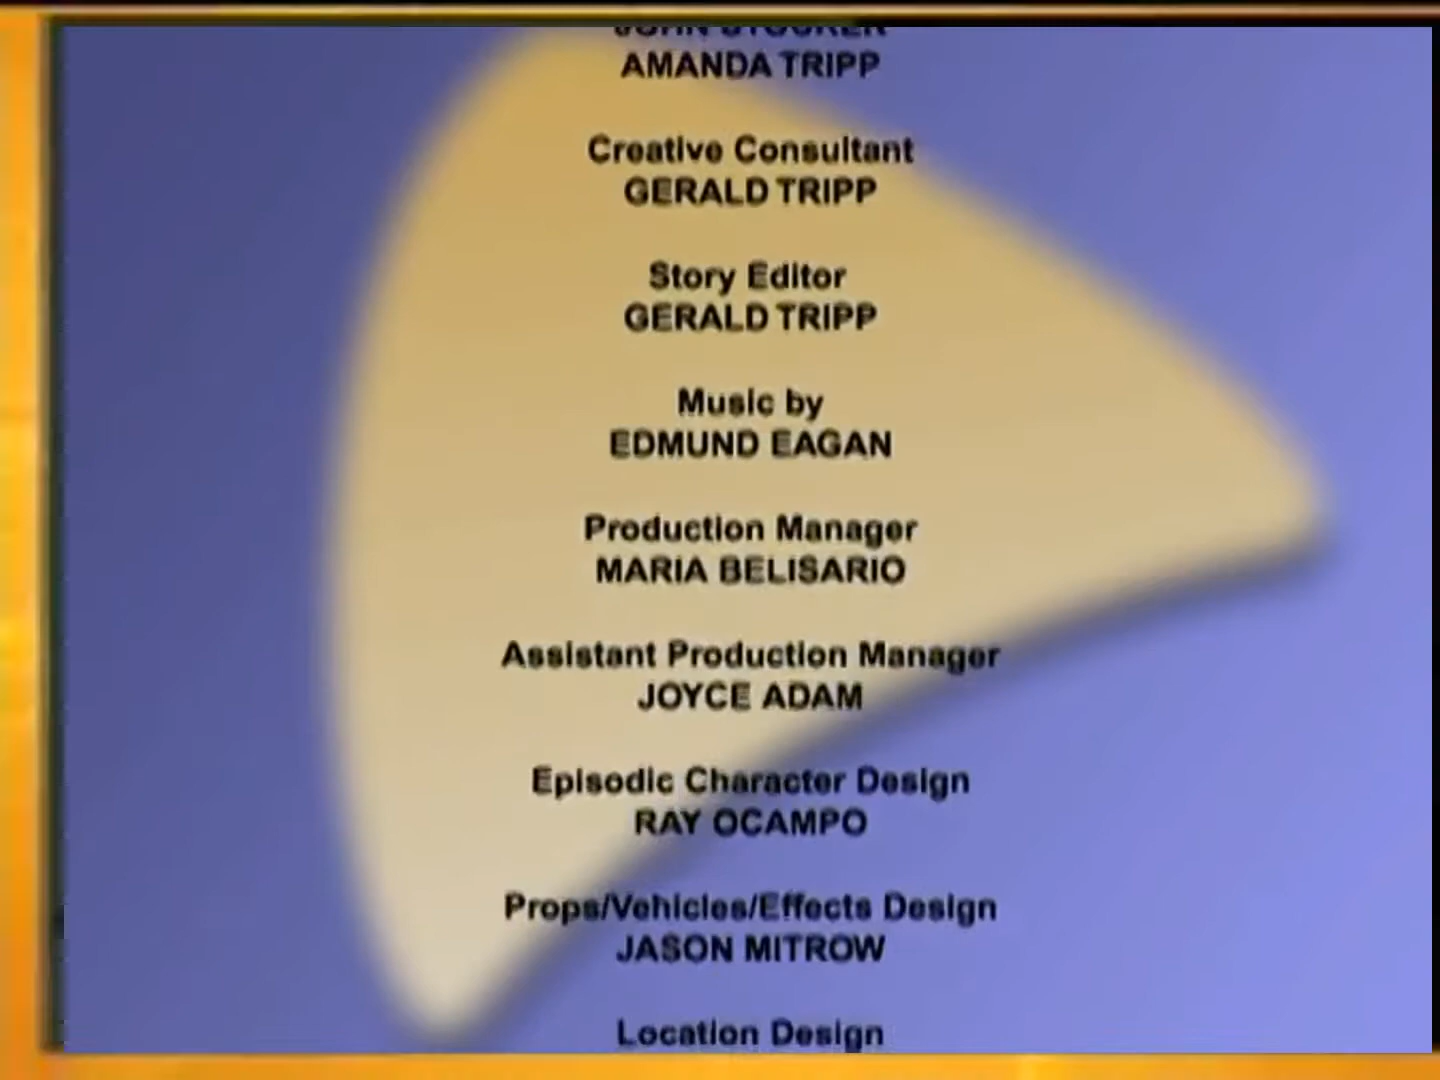 AMANDA TRIPP
Creative Consultant
GERALD TRIPP
Story Editor
GERALD TRIPP
Music by
EDMUND EAGAN
Production Manager
MARIA BELISARIO
Assistant Production Manager
JOYCE ADAM
Episodic Character Design
RAY OCAMPO
Props/Vehicles/Effects Design
JASON MITROW
Location Design